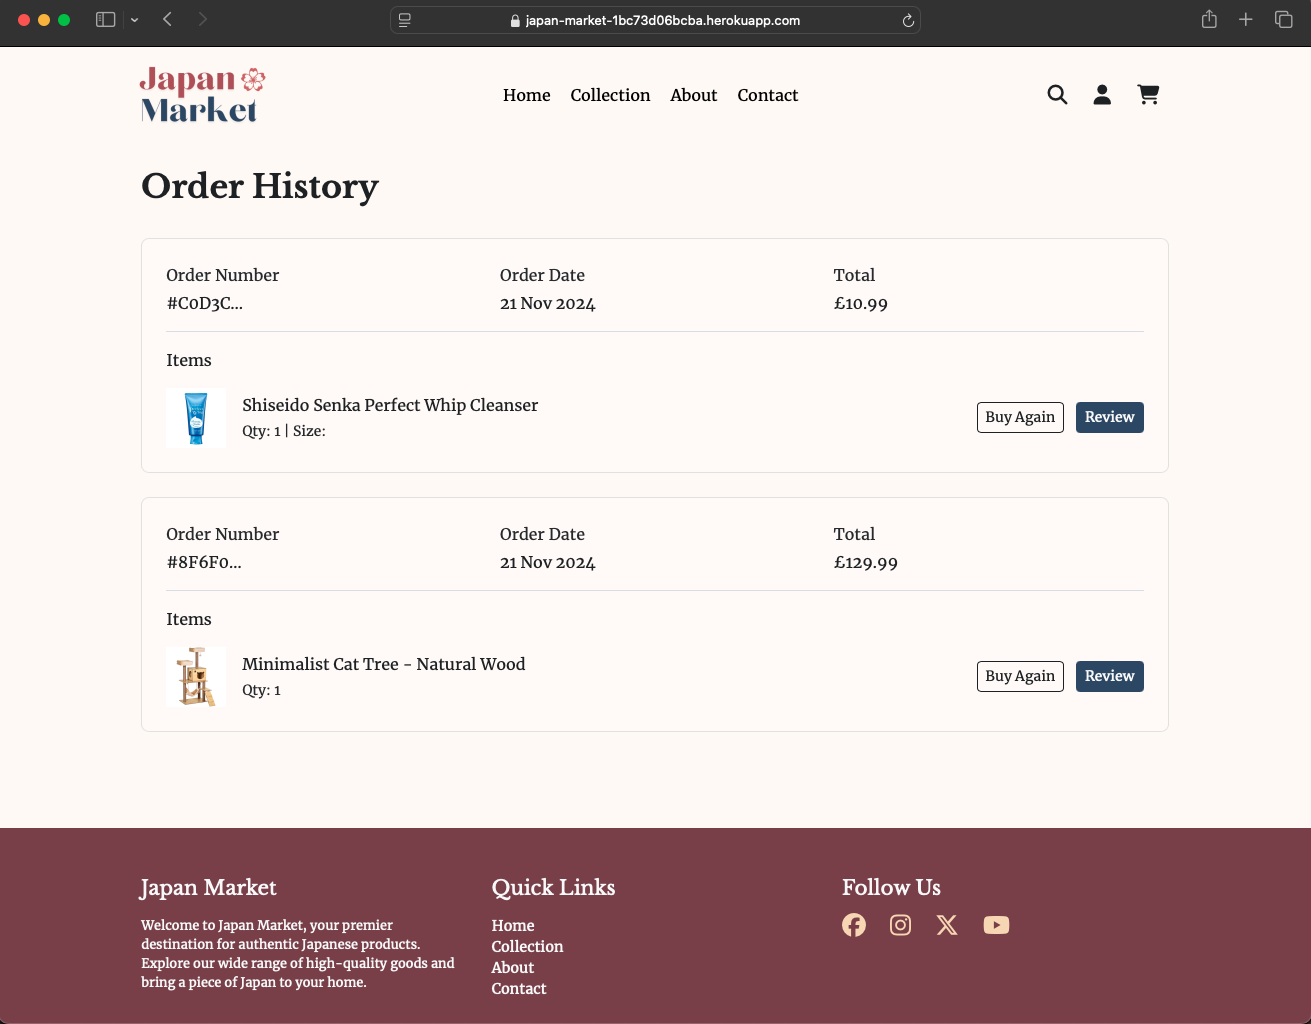 japan-market-1bc73d06bcba.herokuapp.com
Japan
Market
Home Collection About Contact
Order History
Order Number Order Date Total
#C0D3C... 21 Nov 2024 £10.99
Items
Shiseido Senka Perfect Whip Cleanser
Qty: 1 | Size:
Buy Again Review
Order Number Order Date Total
#8F6F0... 21 Nov 2024 £129.99
Items
Minimalist Cat Tree - Natural Wood
Qty: 1
Buy Again Review
Japan Market
Welcome to Japan Market, your premier
destination for authentic Japanese products.
Explore our wide range of high-quality goods and
bring a piece of Japan to your home.
Quick Links
Home
Collection
About
Contact
Follow Us